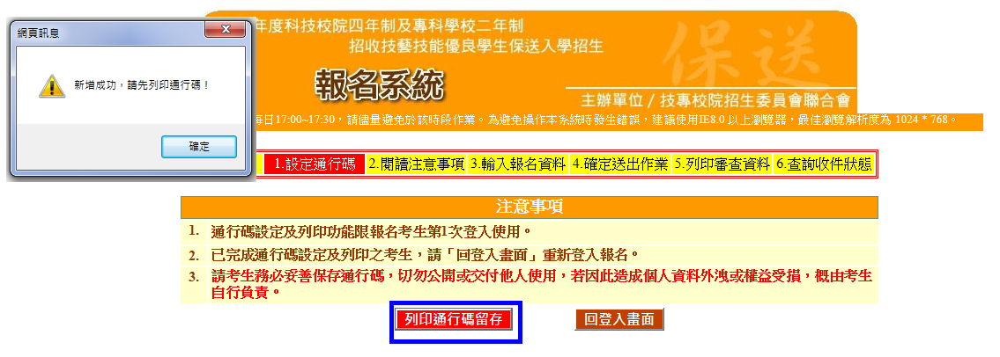 網頁訊息
新增成功，請先列印通行碼！
確定
年度科技校院四年制及專科學校二年制
招收技藝技能優良學生保送入學招生
保送
報名系統
主辦單位 / 技專校院招生委員會聯合會
每日17:00~17:30，請儘量避免於該時段作業。為避免操作本系統時發生錯誤，建議使用IE8.0 以上瀏覽器，最佳瀏覽解析度為 1024 * 768。
1.設定通行碼 2.閱讀注意事項 3.輸入報名資料 4.確定送出作業 5.列印審查資料 6.查詢收件狀態
注意事項
1. 通行碼設定及列印功能限報名考生第1次登入使用。
2. 已完成通行碼設定及列印之考生，請「回登入畫面」重新登入報名。
3. 請考生務必妥善保存通行碼，切勿公開或交付他人使用，若因此造成個人資料外洩或權益受損，概由考生
自行負責。
列印通行碼留存 回登入畫面